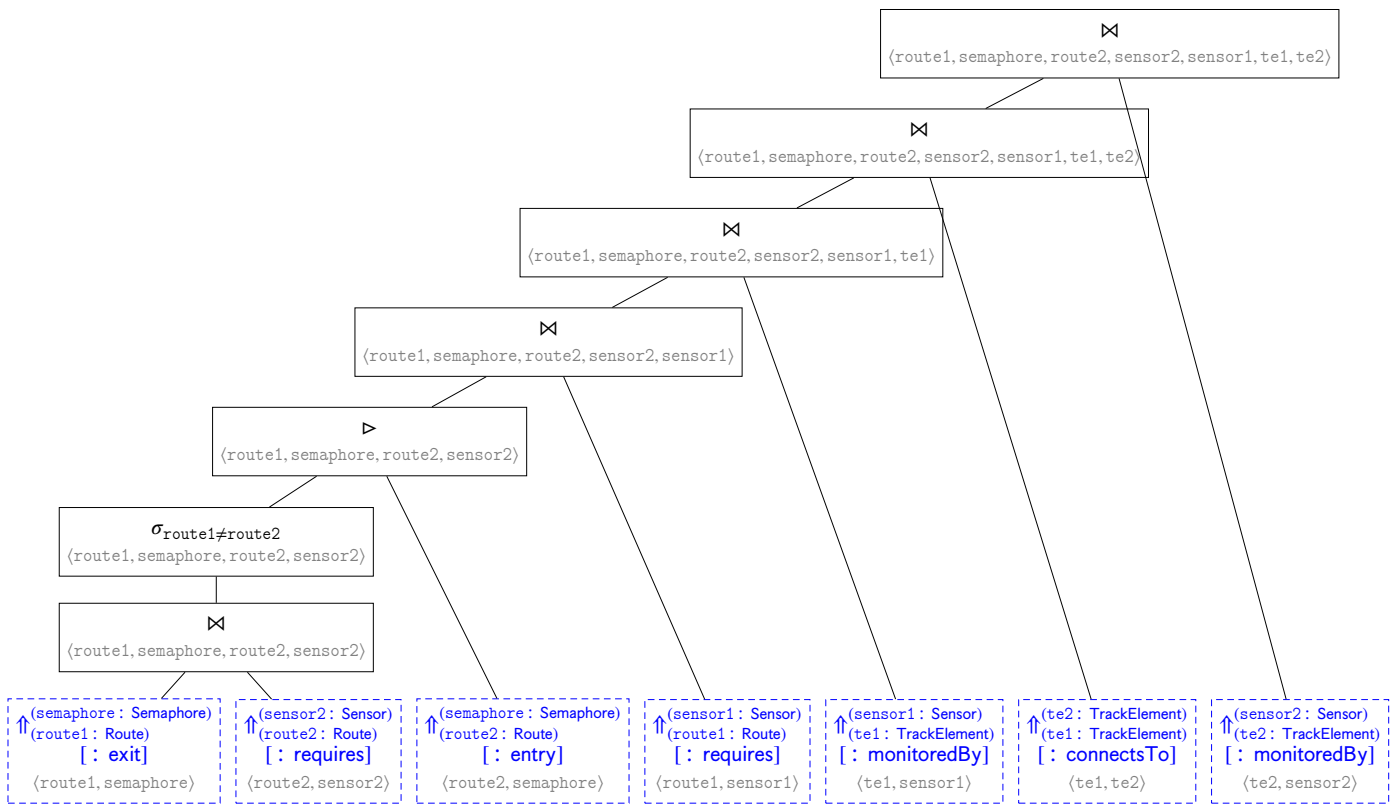 ⋈
⟨route1, semaphore, route2, sensor2, sensor1, te1, te2⟩
⋈
⟨route1, semaphore, route2, sensor2, sensor1, te1, te2⟩
⋈
⟨route1, semaphore, route2, sensor2, sensor1, te1⟩
⋈
⟨route1, semaphore, route2, sensor2, sensor1⟩
▷
⟨route1, semaphore, route2, sensor2⟩
σ route1≠route2
⟨route1, semaphore, route2, sensor2⟩
⋈
⟨route1, semaphore, route2, sensor2⟩
⇑ (semaphore: Semaphore)
(route1: Route)
[: exit]
⟨route1, semaphore⟩
⇑ (sensor2: Sensor)
(route2: Route)
[: requires]
⟨route2, sensor2⟩
⇑ (semaphore: Semaphore)
(route2: Route)
[: entry]
⟨route2, semaphore⟩
⇑ (sensor1: Sensor)
(route1: Route)
[: requires]
⟨route1, sensor1⟩
⇑ (sensor1: Sensor)
(te1: TrackElement)
[: monitoredBy]
⟨te1, sensor1⟩
⇑ (te2: TrackElement)
(te1: TrackElement)
[: connectsTo]
⟨te1, te2⟩
⇑ (sensor2: Sensor)
(te2: TrackElement)
[: monitoredBy]
⟨te2, sensor2⟩